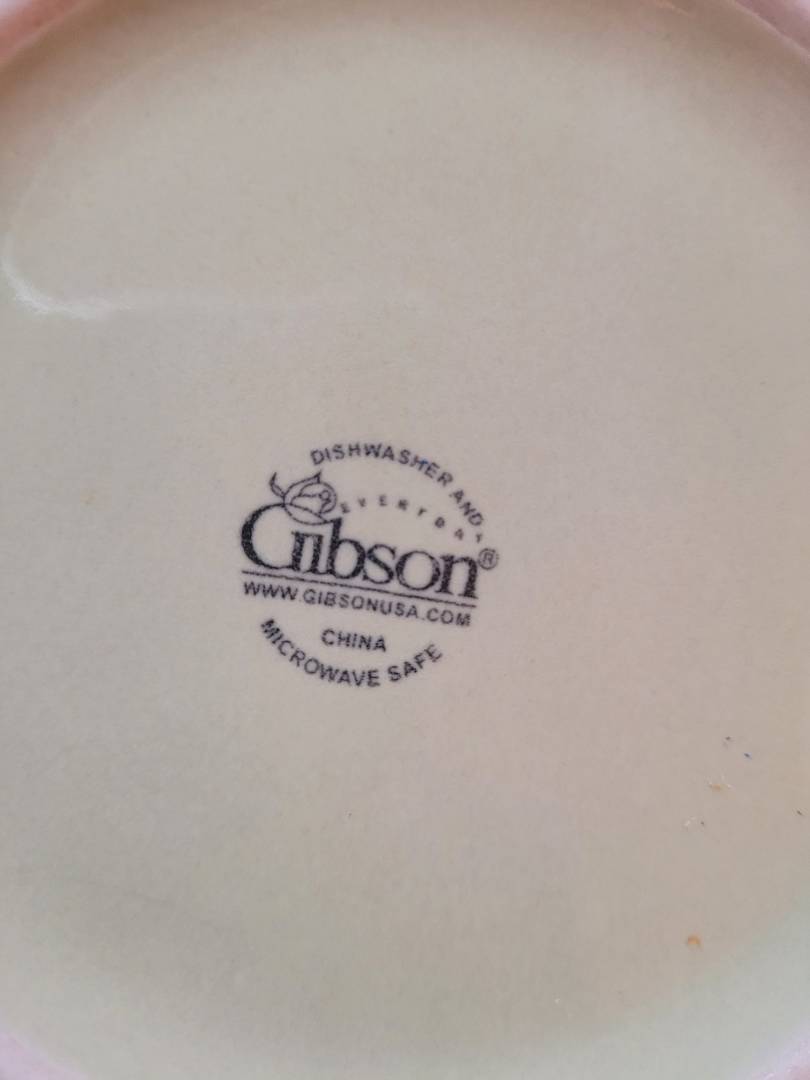 DISHWASHER AND
EVERYDAY
Gibson®
WWW.GIBSONUSA.COM
CHINA
MICROWAVE SAFE